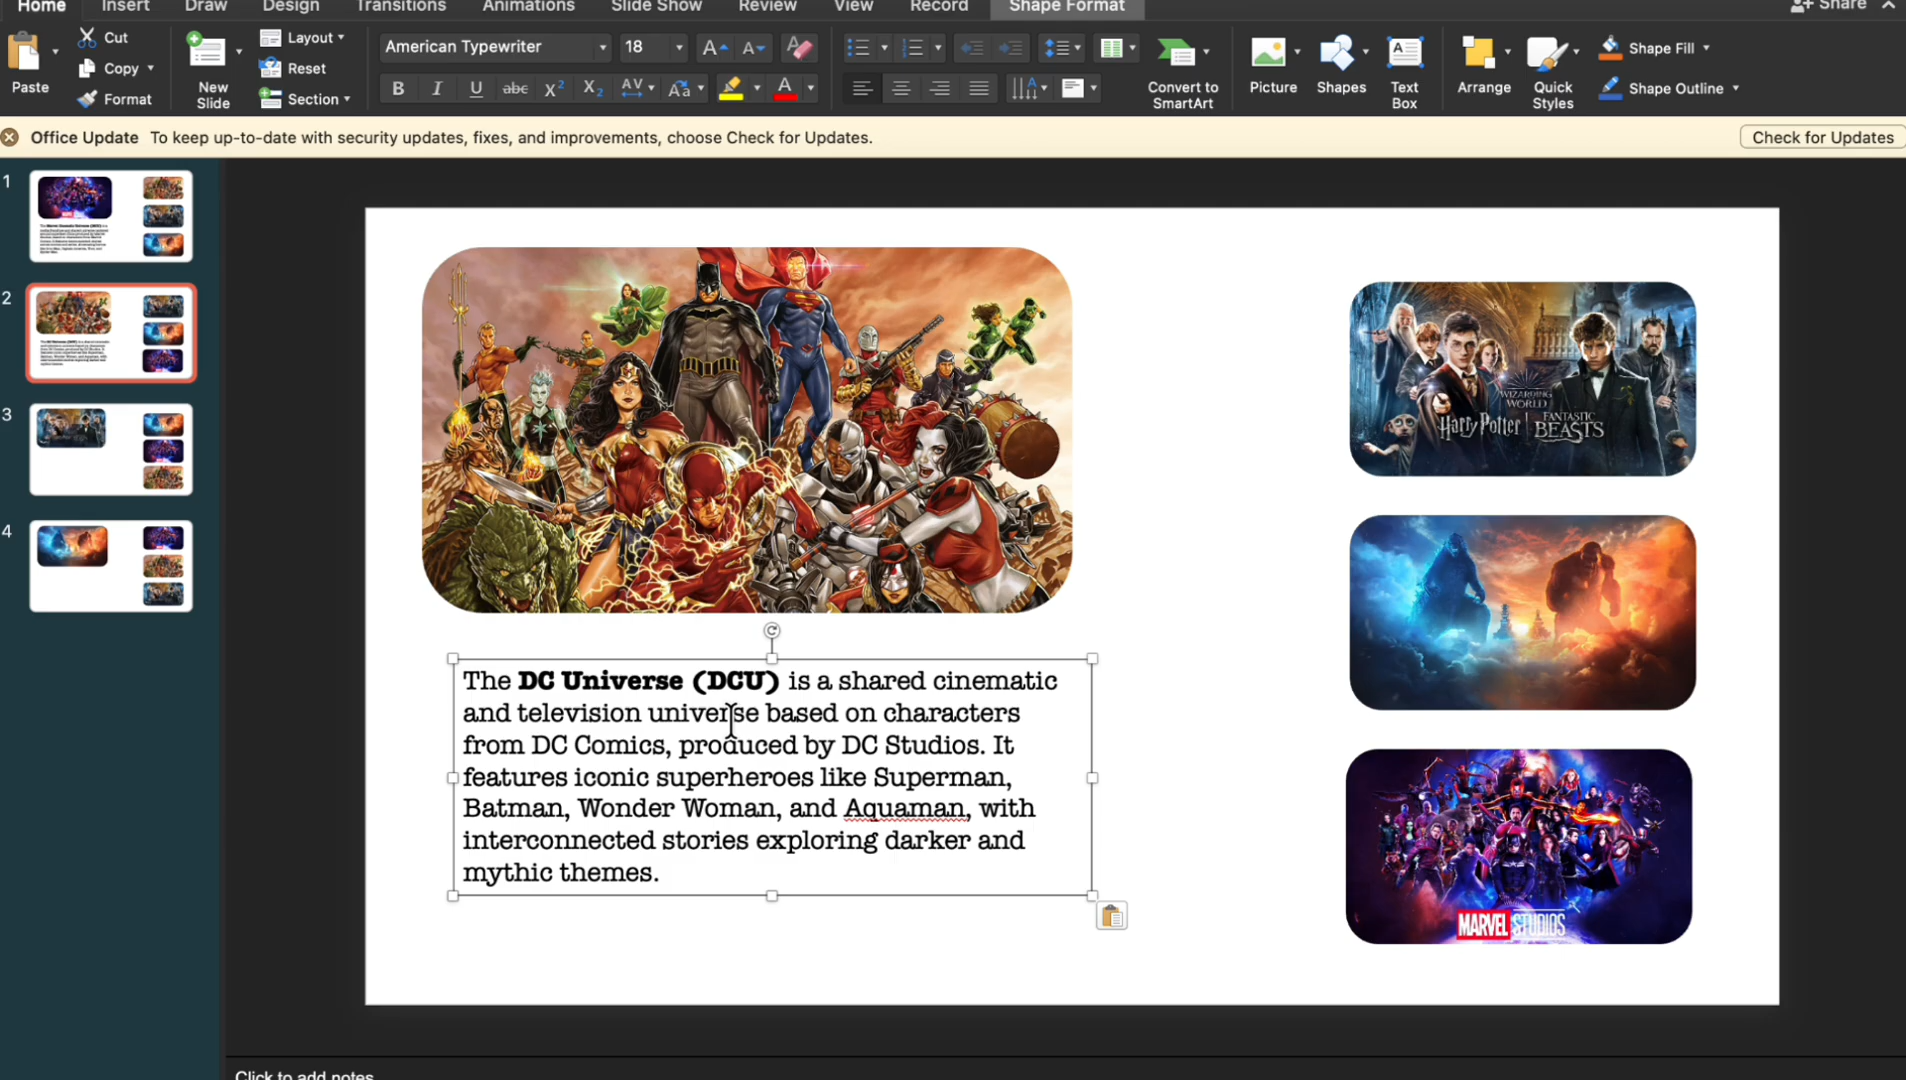 Home Insert Draw Design Transitions Animations Slide Show Review View Record Shape Format Share
Paste
Cut
Copy
Format
New Slide
Layout
Reset
Section
American Typewriter 18
B I U abc X² X₂ AV Aa A
Convert to SmartArt
Picture
Shapes
Text Box
Arrange
Quick Styles
Shape Fill
Shape Outline
Office Update To keep up-to-date with security updates, fixes, and improvements, choose Check for Updates.
Check for Updates
1
2
3
4
The DC Universe (DCU) is a shared cinematic
and television universe based on characters
from DC Comics, produced by DC Studios. It
features iconic superheroes like Superman,
Batman, Wonder Woman, and Aquaman, with
interconnected stories exploring darker and
mythic themes.
WIZARDING
WORLD
Harry Potter FANTASTIC
BEASTS
MARVEL STUDIOS
Click to add notes